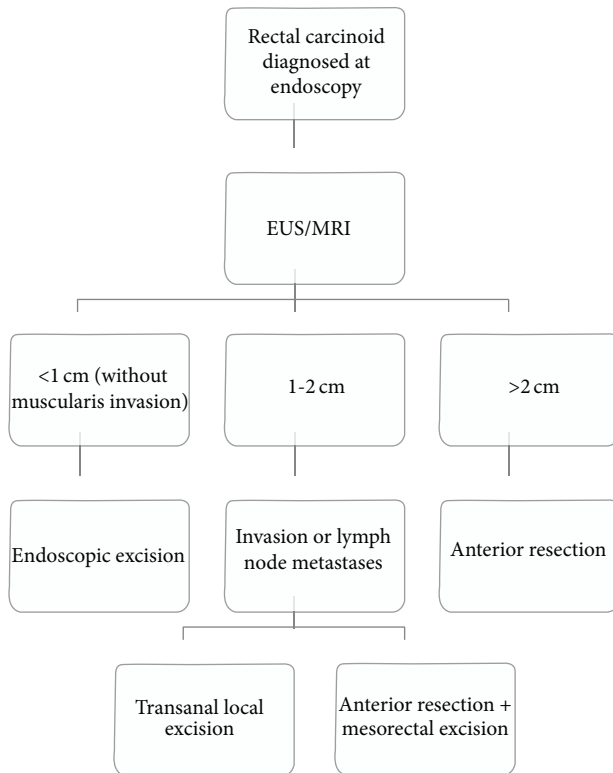 Rectal carcinoid
diagnosed at
endoscopy
EUS/MRI
<1 cm (without
muscularis invasion)
1-2 cm
>2 cm
Endoscopic excision
Invasion or lymph
node metastases
Anterior resection
Transanal local
excision
Anterior resection +
mesorectal excision